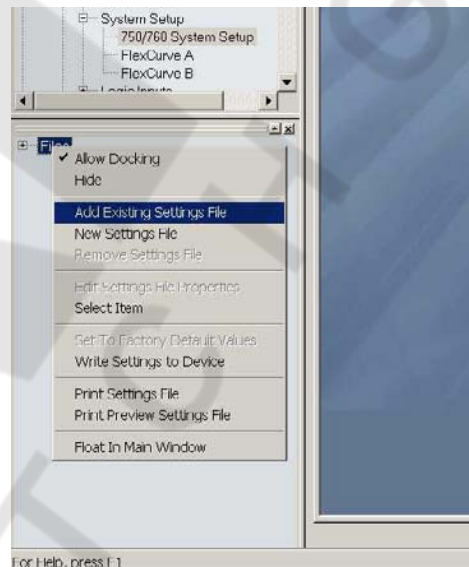 System Setup
750/760 System Setup
FlexCurve A
FlexCurve B
Logic Inputs
Files
Allow Docking
Hide
Add Existing Settings File
New Settings File
Remove Settings File
Edit Settings File Properties
Select Item
Set To Factory Default Values
Write Settings to Device
Print Settings File
Print Preview Settings File
Float In Main Window
For Help, press F1